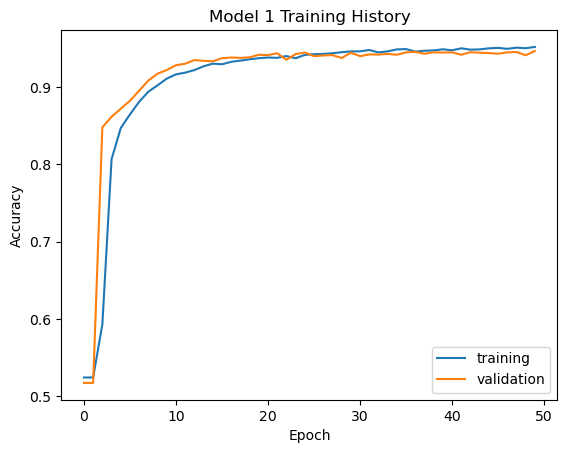 Model 1 Training History
Accuracy
0.9
0.8
0.7
0.6
0.5
training
validation
0 10 20 30 40 50
Epoch